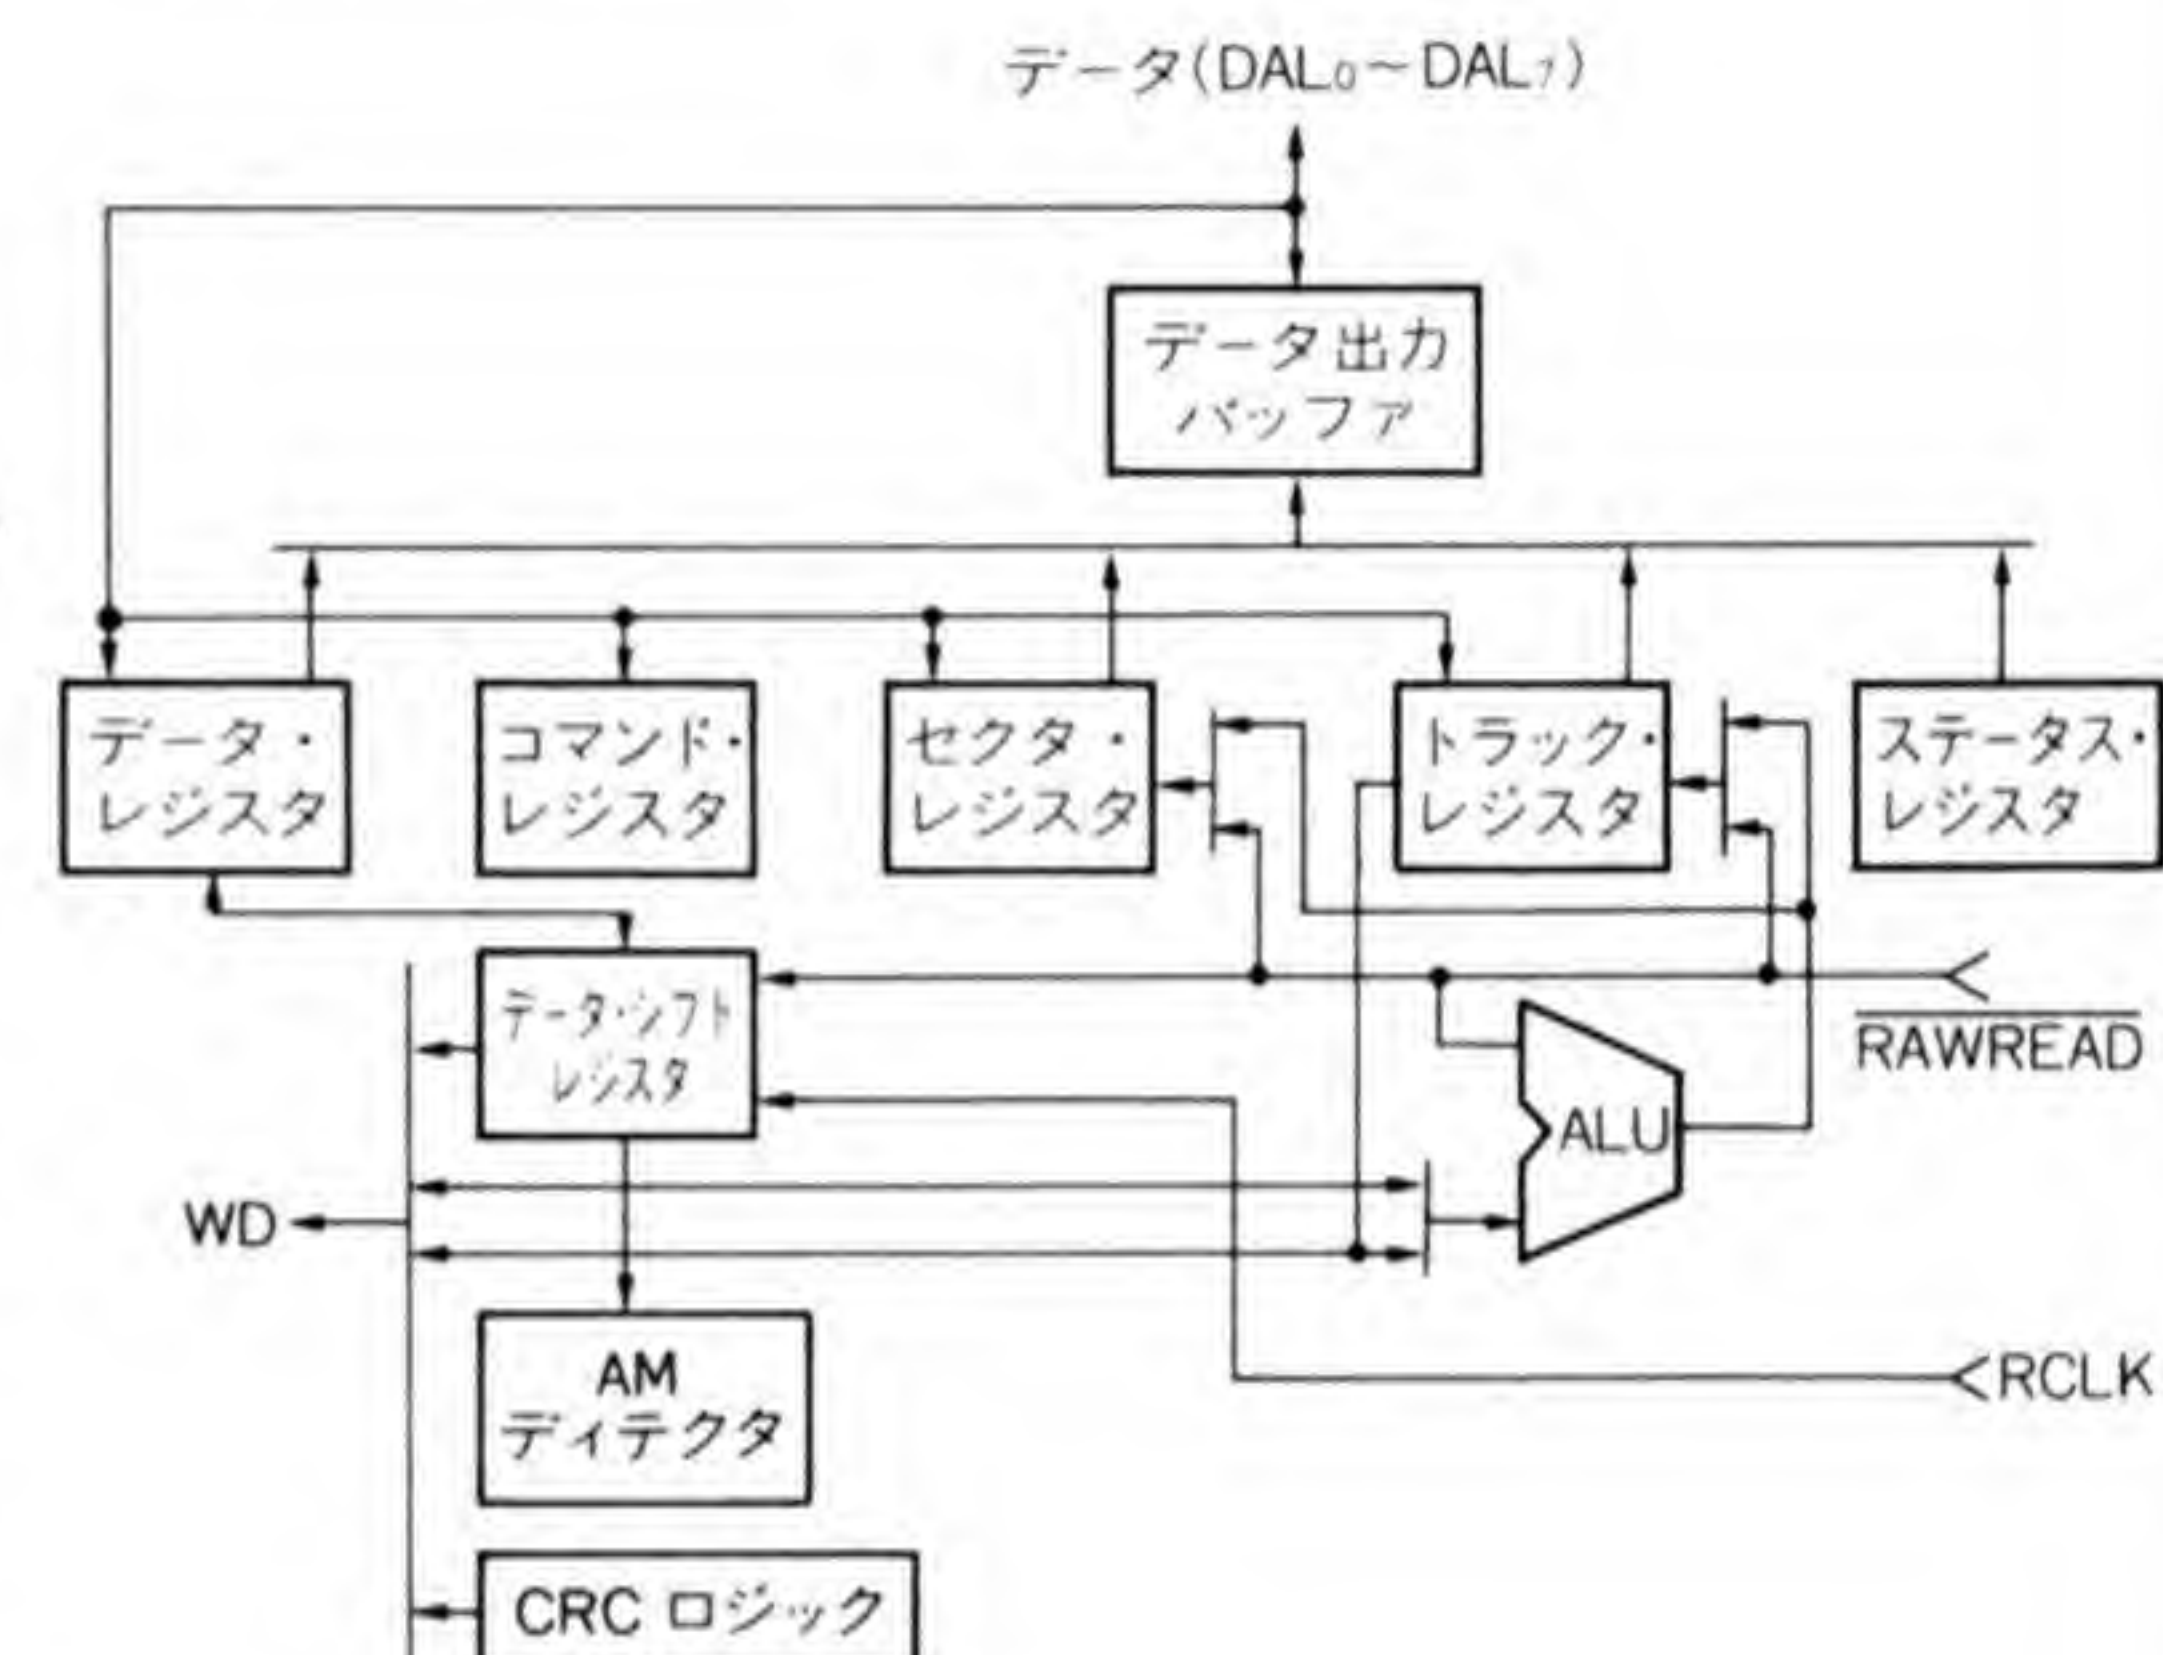 データ(DAL₀～DAL₇)
データ出力
バッファ
データ・
レジスタ
コマンド・
レジスタ
セクタ・
レジスタ
トラック・
レジスタ
ステータス・
レジスタ
データ・シフト
レジスタ
RAWREAD
ALU
WD
AM
ディテクタ
RCLK
CRC ロジック